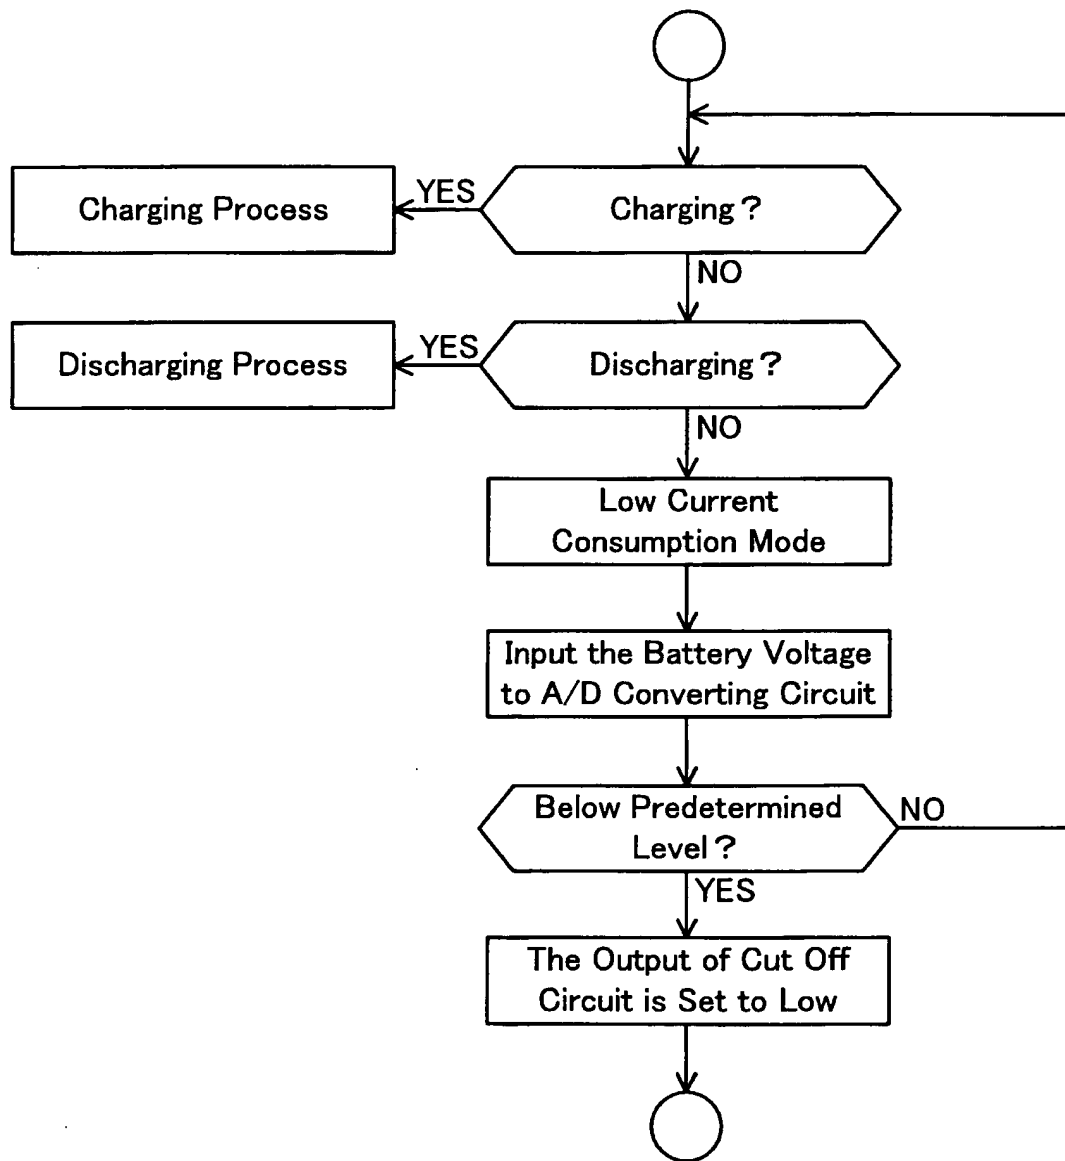 Charging Process
YES
Charging?
NO
Discharging Process
YES
Discharging?
NO
Low Current
Consumption Mode
Input the Battery Voltage
to A/D Converting Circuit
Below Predetermined
Level?
NO
YES
The Output of Cut Off
Circuit is Set to Low